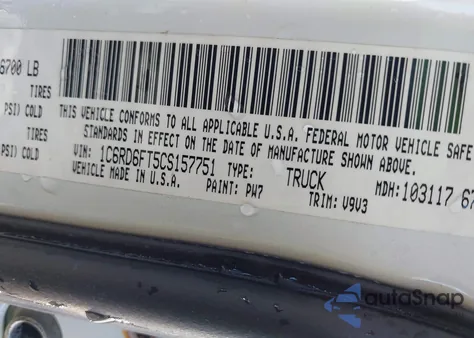 6700 LB
TIRES
PSI) COLD
TIRES
PSI) COLD
THIS VEHICLE CONFORMS TO ALL APPLICABLE U.S.A. FEDERAL MOTOR VEHICLE SAFE
STANDARDS IN EFFECT ON THE DATE OF MANUFACTURE SHOWN ABOVE.
VIN: 1C6RD6FT5CS157751 TYPE: TRUCK MDH: 103117 67
VEHICLE MADE IN U.S.A. PAINT: PW7 TRIM: V9V3
autoSnap